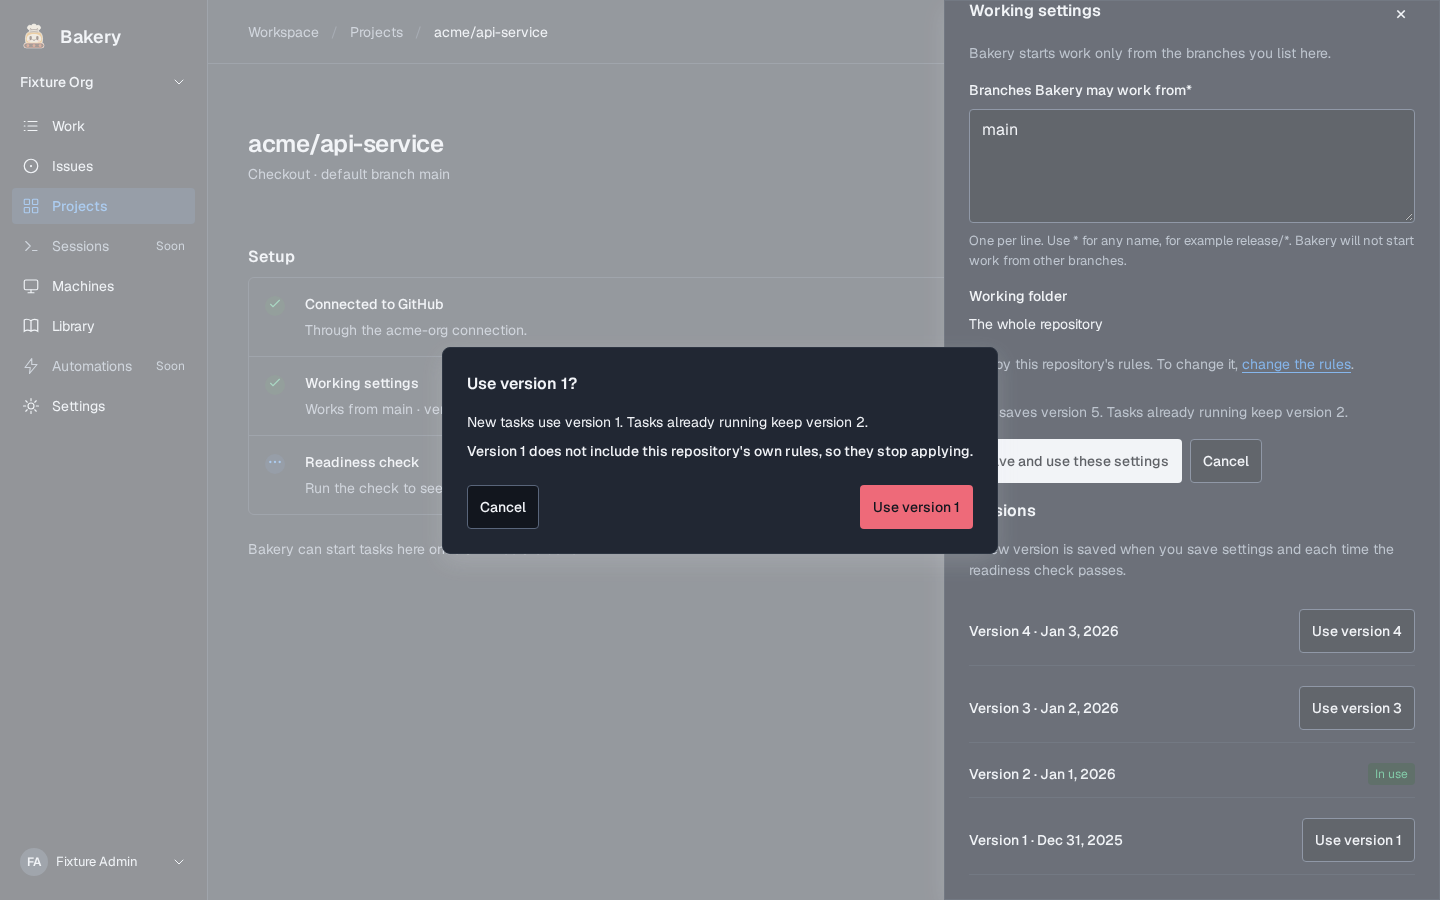 Bakery
Fixture Org
Work
Issues
Projects
Sessions Soon
Machines
Library
Automations Soon
Settings
FA Fixture Admin
Workspace / Projects / acme/api-service
acme/api-service
Checkout · default branch main
Setup
Connected to GitHub
Through the acme-org connection.
Working settings
Works from main · ver
Readiness check
Run the check to see
Bakery can start tasks here on
Use version 1?
New tasks use version 1. Tasks already running keep version 2.
Version 1 does not include this repository's own rules, so they stop applying.
Cancel
Use version 1
Working settings
Bakery starts work only from the branches you list here.
Branches Bakery may work from*
main
One per line. Use * for any name, for example release/*. Bakery will not start
work from other branches.
Working folder
The whole repository
by this repository's rules. To change it, change the rules.
saves version 5. Tasks already running keep version 2.
ve and use these settings
Cancel
sions
w version is saved when you save settings and each time the
readiness check passes.
Version 4 · Jan 3, 2026
Use version 4
Version 3 · Jan 2, 2026
Use version 3
Version 2 · Jan 1, 2026
In use
Version 1 · Dec 31, 2025
Use version 1